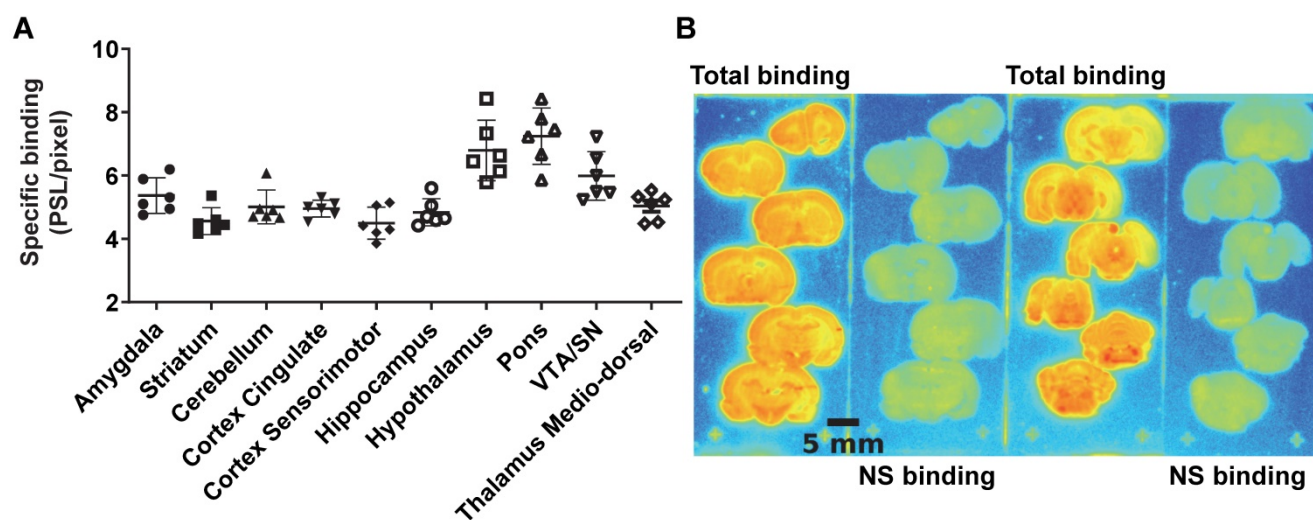 A
Specific binding
(PSL/pixel)
10
8
6
4
2
Amygdala
Striatum
Cerebellum
Cortex Cingulate
Cortex Sensorimotor
Hippocampus
Hypothalamus
Pons
VTA/SN
Thalamus Medio-dorsal
B
Total binding
Total binding
5 mm
NS binding
NS binding